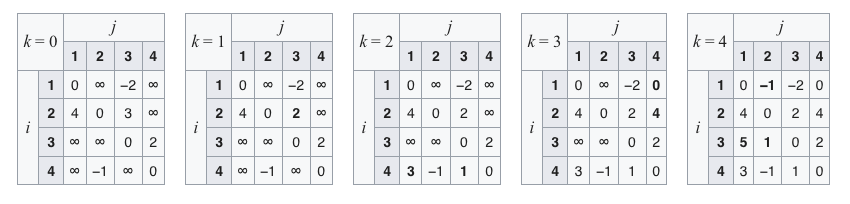 k = 0 j
1 2 3 4
i 1 0 ∞ −2 ∞
2 4 0 3 ∞
3 ∞ ∞ 0 2
4 ∞ −1 ∞ 0
k = 1 j
1 2 3 4
i 1 0 ∞ −2 ∞
2 4 0 2 ∞
3 ∞ ∞ 0 2
4 ∞ −1 ∞ 0
k = 2 j
1 2 3 4
i 1 0 ∞ −2 ∞
2 4 0 2 ∞
3 ∞ ∞ 0 2
4 3 −1 1 0
k = 3 j
1 2 3 4
i 1 0 ∞ −2 0
2 4 0 2 4
3 ∞ ∞ 0 2
4 3 −1 1 0
k = 4 j
1 2 3 4
i 1 0 −1 −2 0
2 4 0 2 4
3 5 1 0 2
4 3 −1 1 0